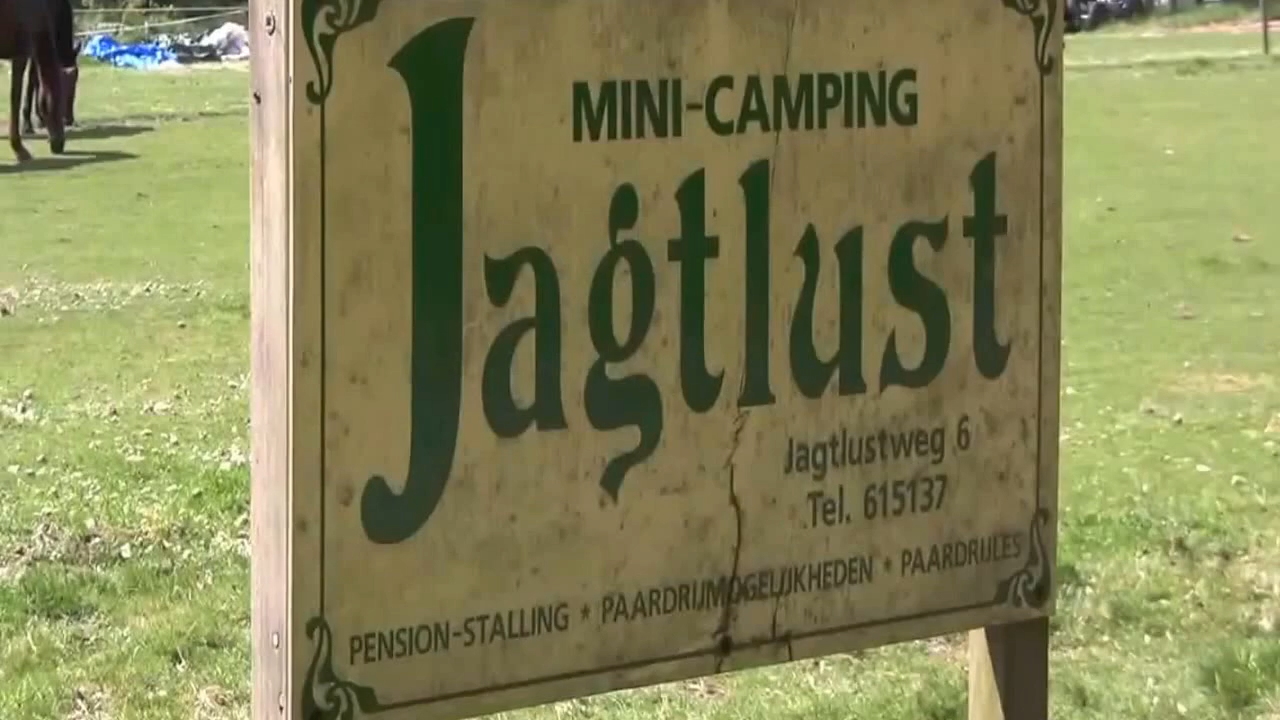 MINI-CAMPING
Jagtlust
Jagtlustweg 6
Tel. 615137
PENSION-STALLING * PAARDRIJMOGELIJKHEDEN * PAARDRIJLES